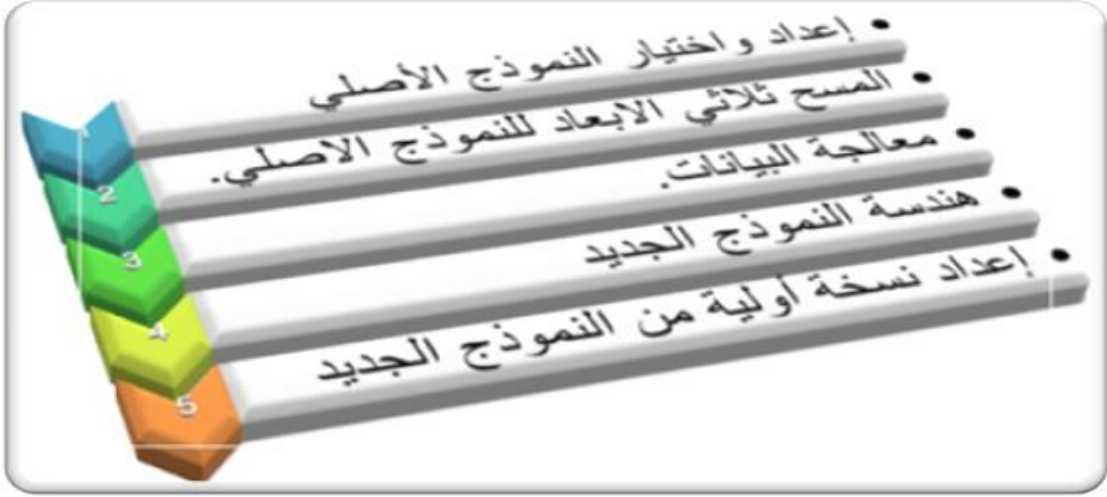 1
• إعداد و اختيار النموذج الأصلي
2
• المسح ثلاثي الابعاد للنموذج الاصلي.
3
• معالجة البيانات.
4
• هندسة النموذج الجديد
5
• إعداد نسخة أولية من النموذج الجديد